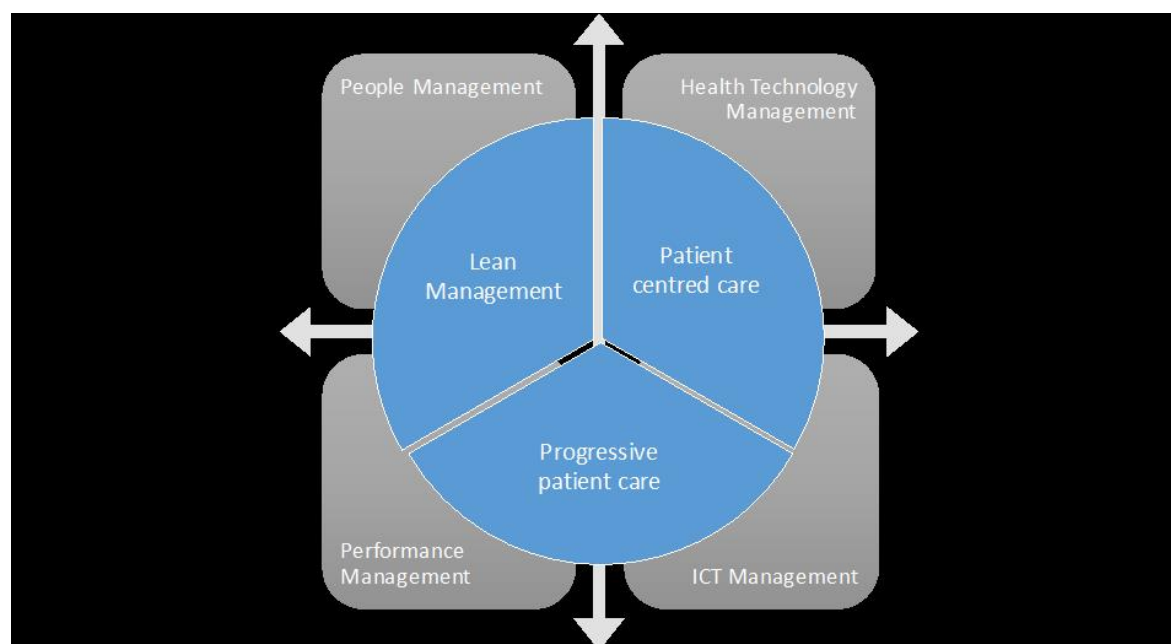 People Management
Health Technology
Management
Lean
Management
Patient
centred care
Progressive
patient care
Performance
Management
ICT Management